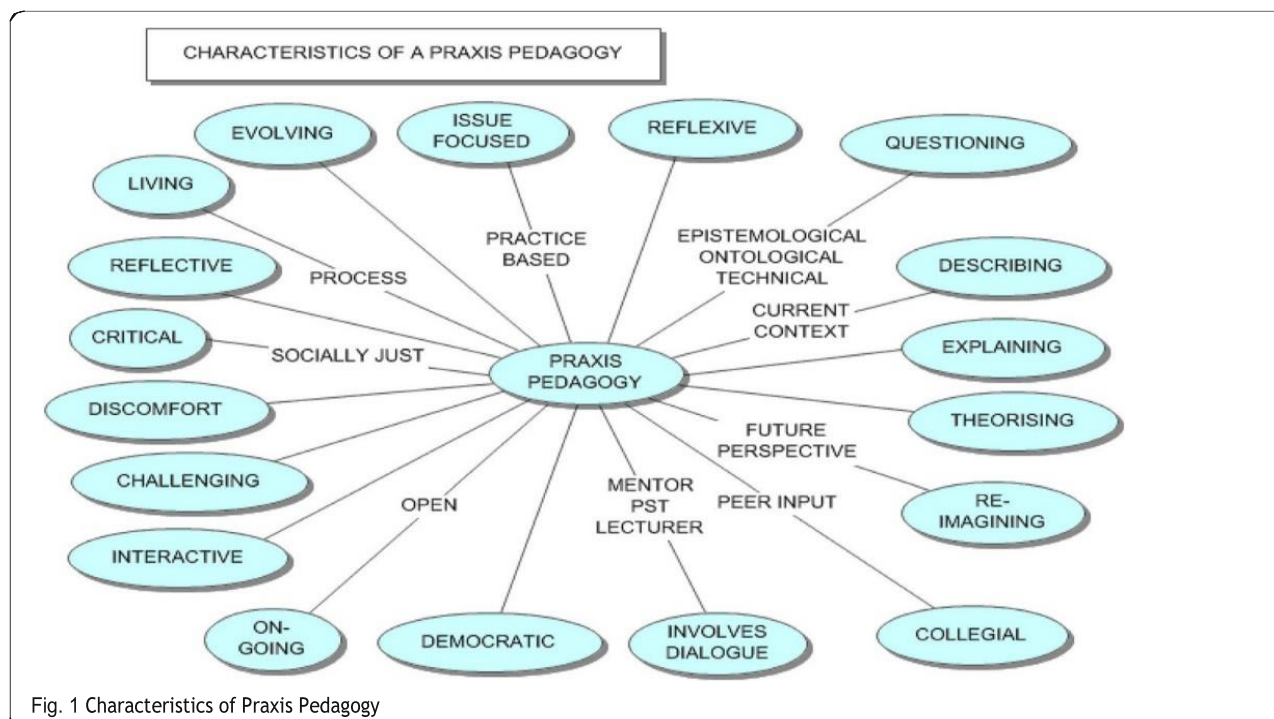 CHARACTERISTICS OF A PRAXIS PEDAGOGY
EVOLVING
ISSUE
FOCUSED
REFLEXIVE
QUESTIONING
LIVING
PRACTICE
BASED
EPISTEMOLOGICAL
ONTOLOGICAL
TECHNICAL
REFLECTIVE
PROCESS
DESCRIBING
CURRENT
CONTEXT
CRITICAL
SOCIALLY JUST
PRAXIS
PEDAGOGY
EXPLAINING
DISCOMFORT
THEORISING
FUTURE
PERSPECTIVE
CHALLENGING
OPEN
MENTOR
PST
LECTURER
PEER INPUT
RE-
IMAGINING
INTERACTIVE
ON-
GOING
DEMOCRATIC
INVOLVES
DIALOGUE
COLLEGIAL
Fig. 1 Characteristics of Praxis Pedagogy